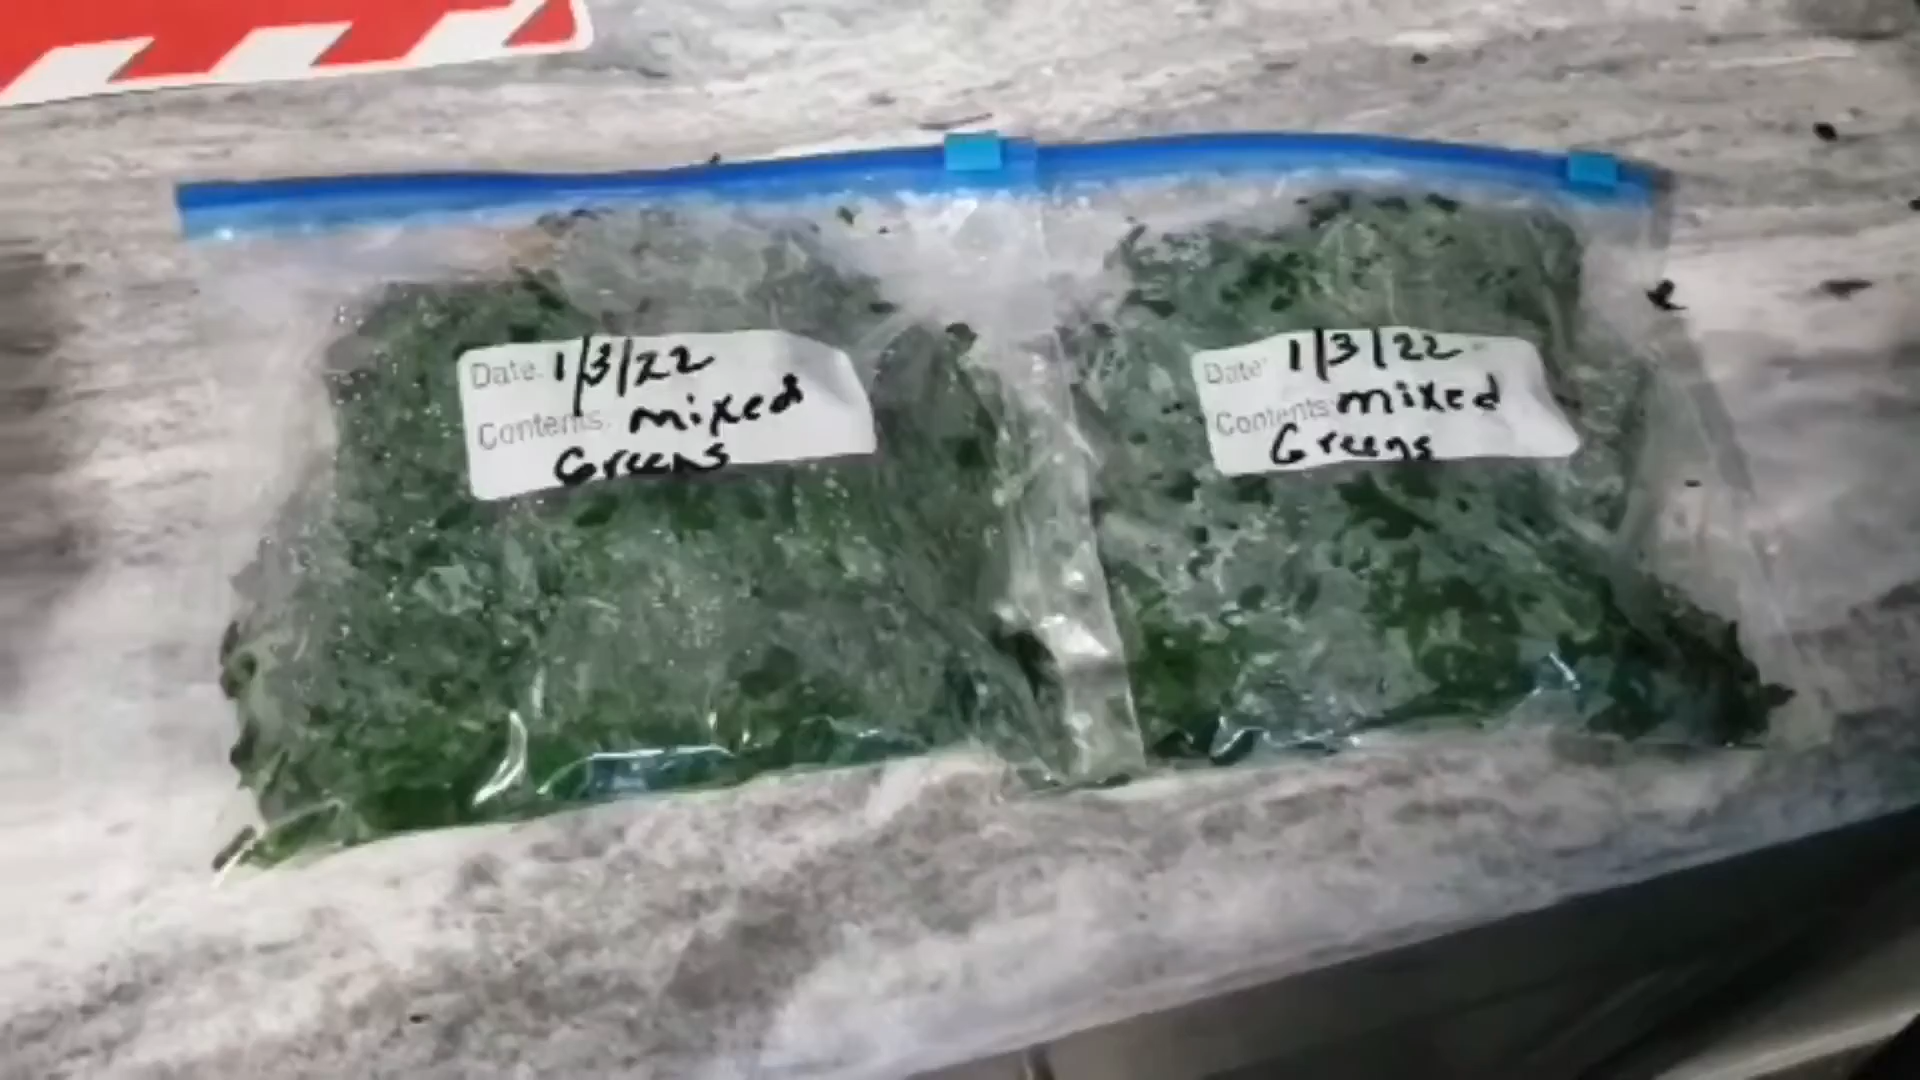 Date: 1/3/22
Contents: mixed
Greens
Date: 1/3/22
Contents: mixed
Greens